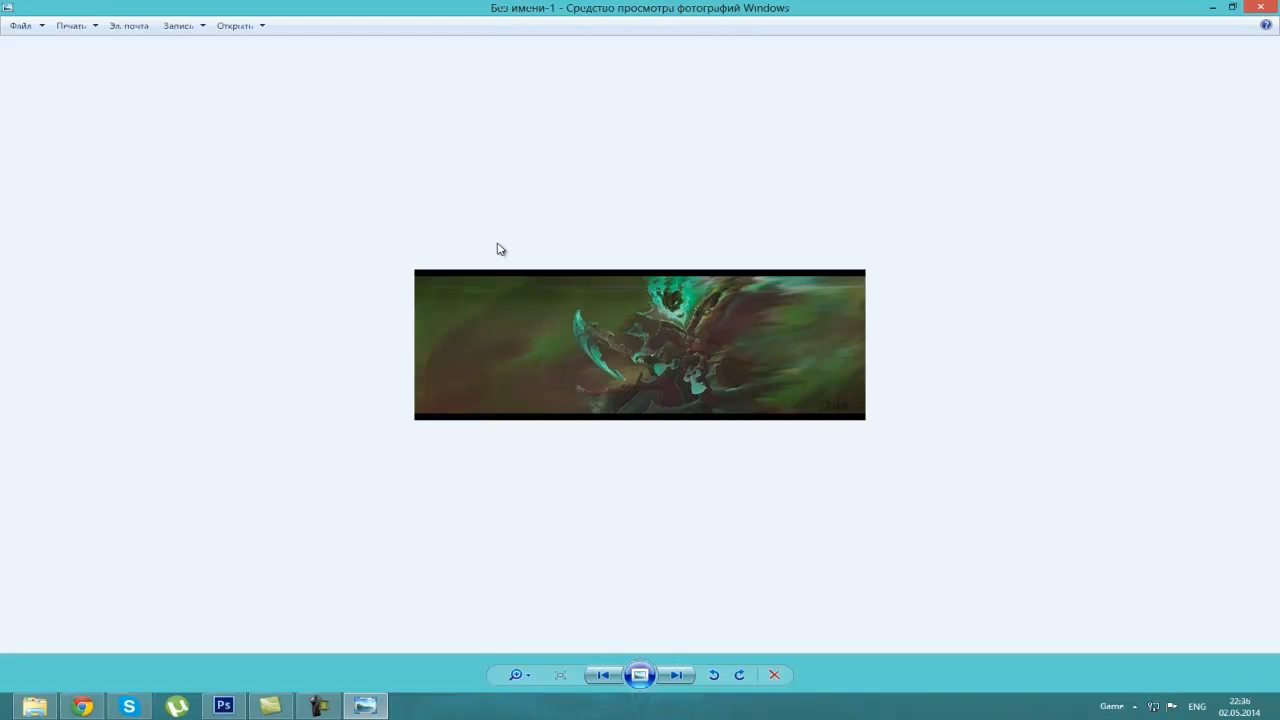 Без имени-1 - Средство просмотра фотографий Windows
Файл Печать Эл. почта Запись Открыть
Ps
Game ENG 22:36
02.05.2014